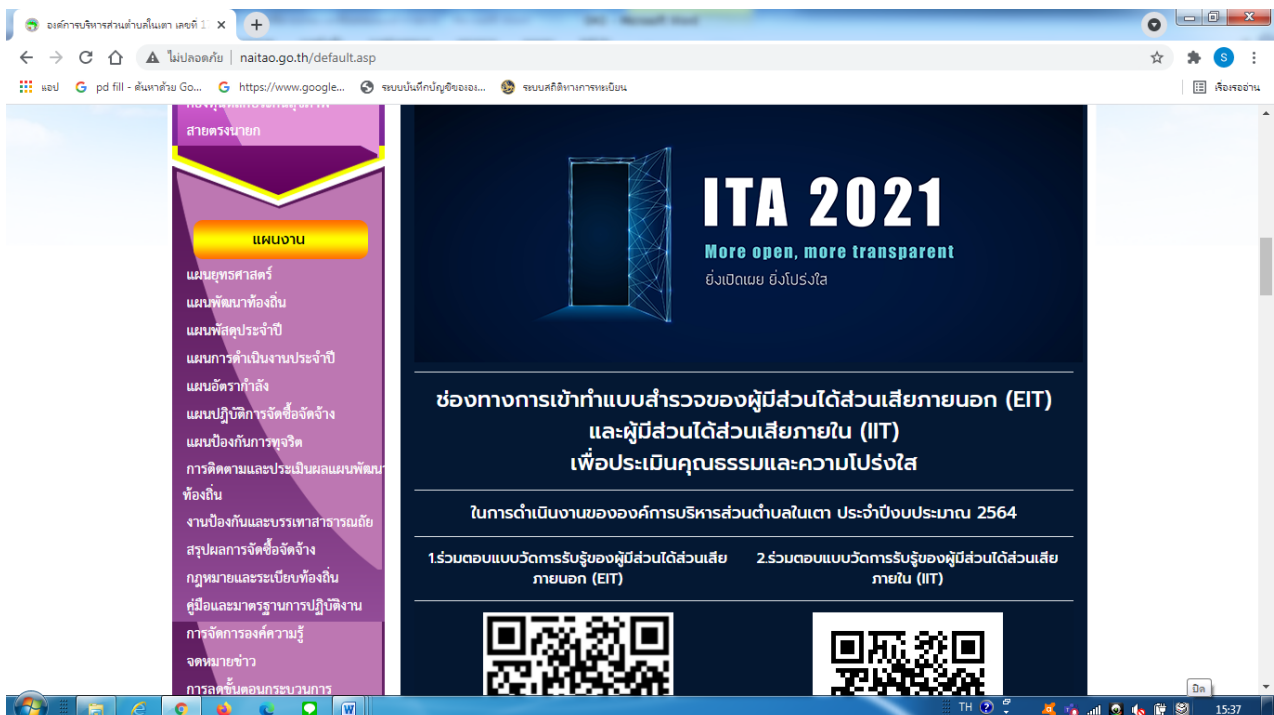 องค์การบริหารส่วนตำบลในเตา เลขที่ 1
ไม่ปลอดภัย | naitao.go.th/default.asp
S
แอป
pd fill - ค้นหาด้วย Go...
https://www.google...
ระบบบันทึกบัญชีขององ...
ระบบสถิติทางการทะเบียน
เรื่องรออ่าน
สายตรงนายก
แผนงาน
แผนยุทธศาสตร์
แผนพัฒนาท้องถิ่น
แผนพัสดุประจำปี
แผนการดำเนินงานประจำปี
แผนอัตรากำลัง
แผนปฎิบัติการจัดซื้อจัดจ้าง
แผนป้องกันการทุจริต
การติดตามและประเมินผลแผนพัฒนา
ท้องถิ่น
งานป้องกันและบรรเทาสาธารณถัย
สรุปผลการจัดซื้อจัดจ้าง
กฎหมายและระเบียบท้องถิ่น
คู่มือและมาตรฐานการปฏิบัติงาน
การจัดการองค์ความรู้
จดหมายข่าว
การลดขั้นตอนกระบวนการ
ITA 2021
More open, more transparent
ยิ่งเปิดเผย ยิ่งโปร่งใส
ช่องทางการเข้าทำแบบสำรวจของผู้มีส่วนได้ส่วนเสียภายนอก (EIT)
และผู้มีส่วนได้ส่วนเสียภายใน (IIT)
เพื่อประเมินคุณธรรมและความโปร่งใส
ในการดำเนินงานขององค์การบริหารส่วนตำบลในเตา ประจำปีงบประมาณ 2564
1.ร่วมตอบแบบวัดการรับรู้ของผู้มีส่วนได้ส่วนเสีย
ภายนอก (EIT)
2.ร่วมตอบแบบวัดการรับรู้ของผู้มีส่วนได้ส่วนเสีย
ภายใน (IIT)
ปิด
TH
15:37